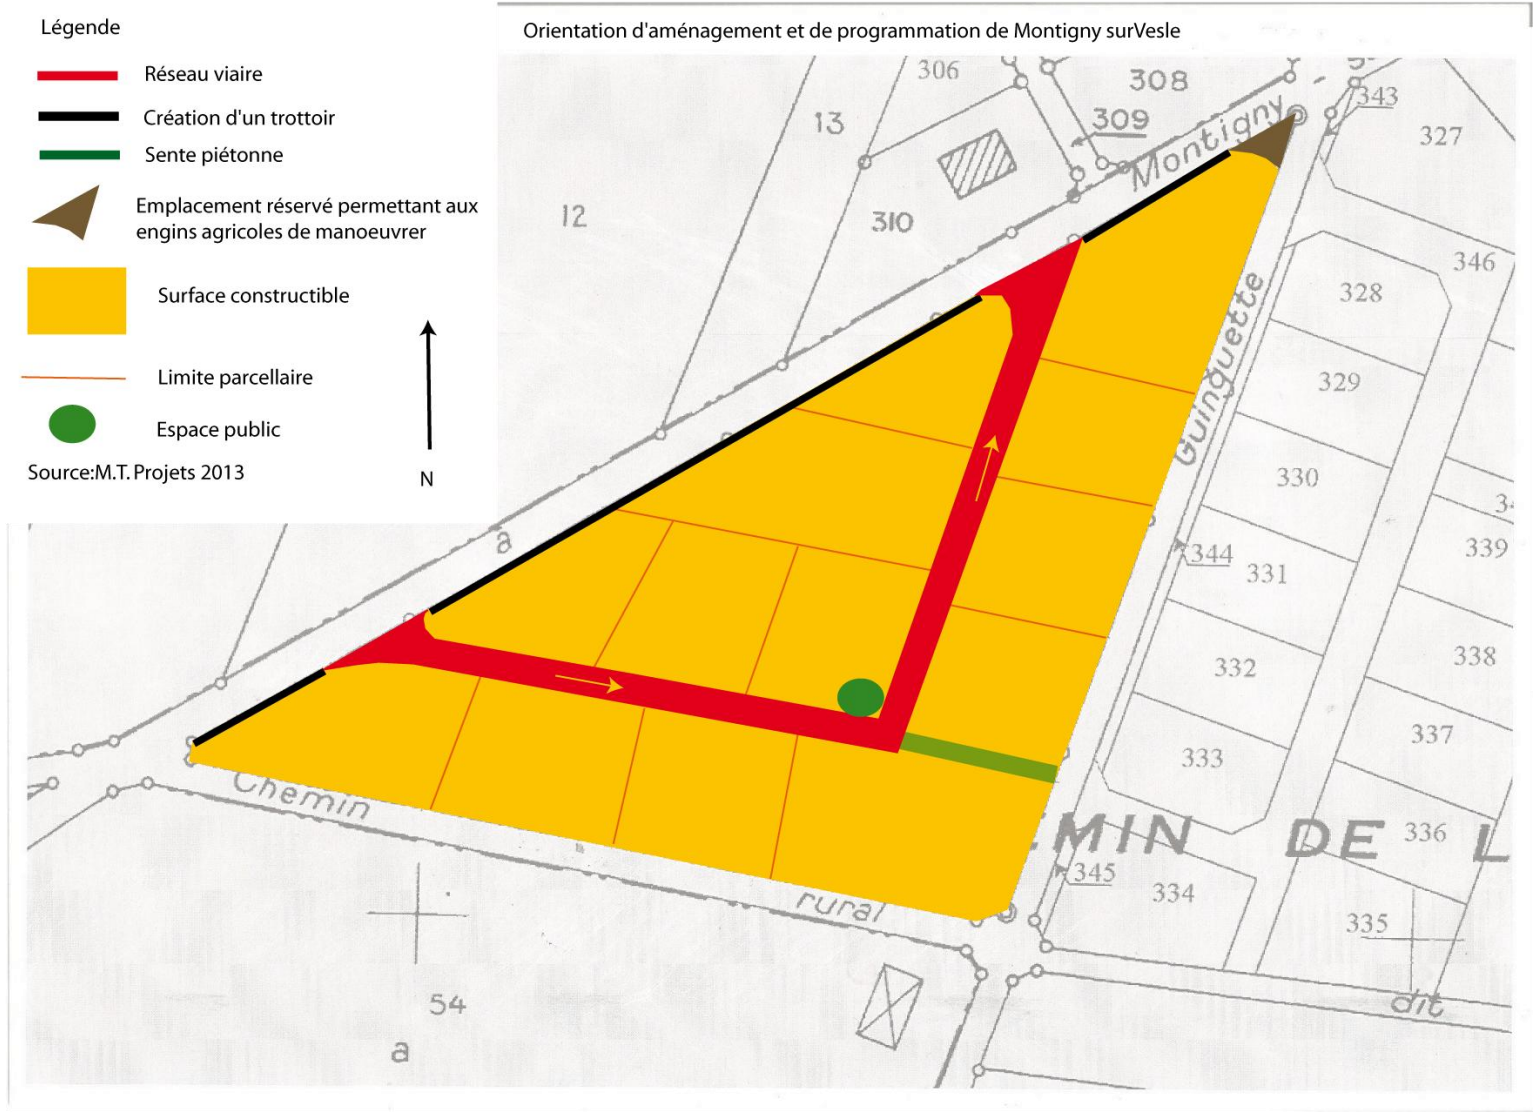 Légende
Orientation d'aménagement et de programmation de Montigny surVesle
Réseau viaire
Création d'un trottoir
Sente piétonne
Emplacement réservé permettant aux
engins agricoles de manoeuvrer
Surface constructible
Limite parcellaire
Espace public
Source:M.T. Projets 2013
N
306
308
343
13
309
327
Montigny
12
310
346
328
Guinguette
329
330
339
a
344
331
332
338
333
337
Chemin
MIN DE L
336
345
334
rural
335
54
dit
a